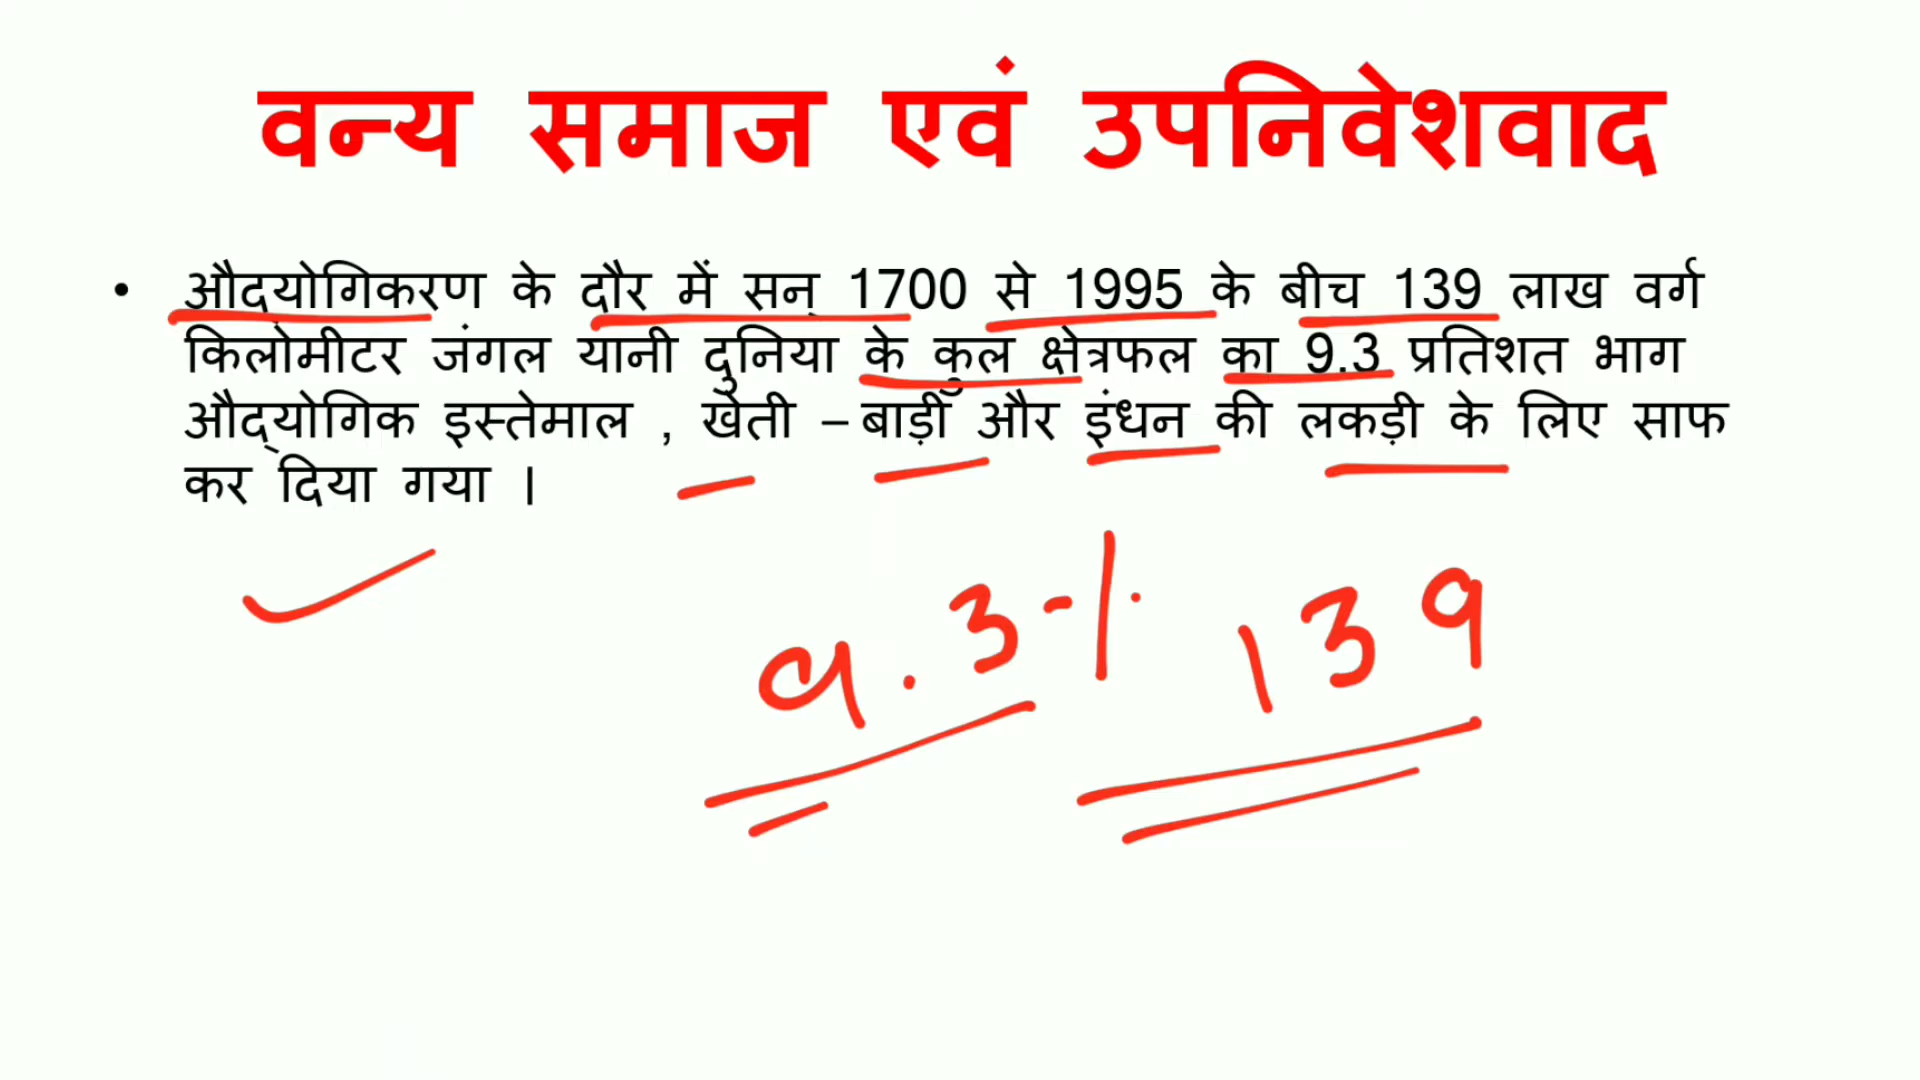 वन्य समाज एवं उपनिवेशवाद
• औद्योगिकरण के दौर में सन् 1700 से 1995 के बीच 139 लाख वर्ग
किलोमीटर जंगल यानी दुनिया के कुल क्षेत्रफल का 9.3 प्रतिशत भाग
औद्योगिक इस्तेमाल , खेती – बाड़ी और इंधन की लकड़ी के लिए साफ
कर दिया गया ।
9.3% 139